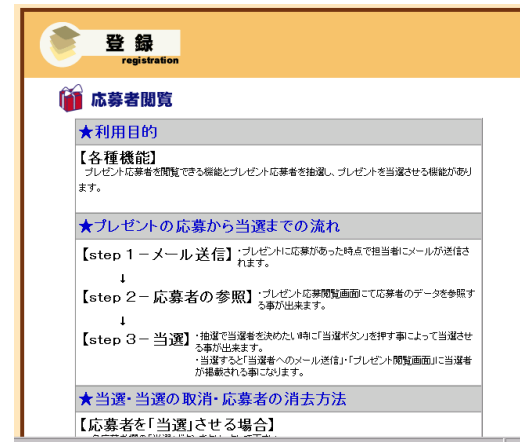 登 録
registration
応募者閲覧
★利用目的
【各種機能】
プレゼント応募者を閲覧できる機能とプレゼント応募者を抽選し、プレゼントを当選させる機能があり
ます。
★プレゼントの応募から当選までの流れ
【step 1－メール送信】・プレゼントに応募があった時点で担当者にメールが送信さ
れます。
↓
【step 2－応募者の参照】・プレゼント応募閲覧画面にて応募者のデータを参照す
る事が出来ます。
↓
【step 3－当選】・抽選で当選者を決めたい時に「当選ボタン」を押す事によって当選させ
る事が出来ます。
・当選すると「当選者へのメール送信」・「プレゼント閲覧画面」に当選者
が掲載される事になります。
★当選・当選の取消・応募者の消去方法
【応募者を「当選」させる場合】